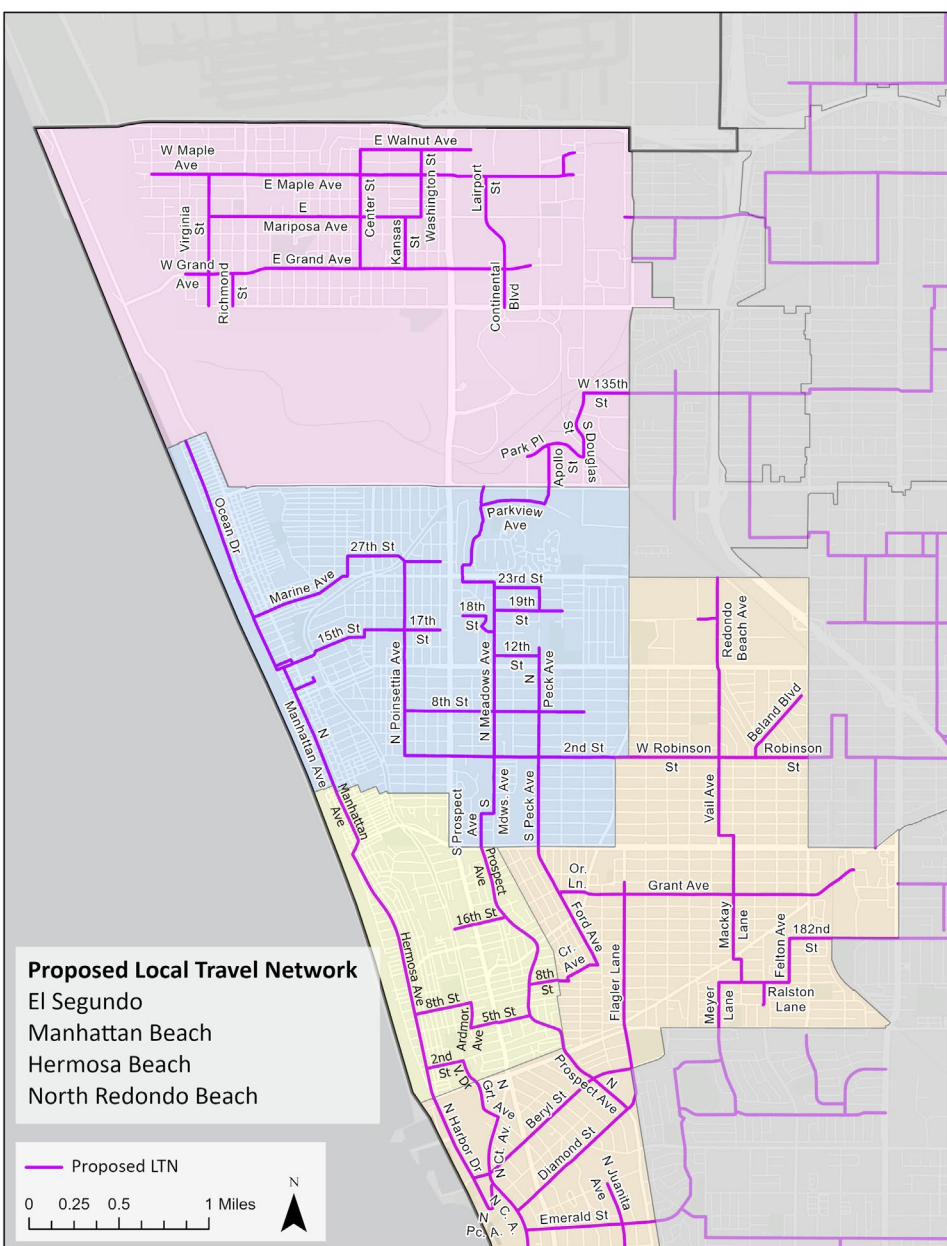 E Walnut Ave
W Maple
Ave
E Maple Ave
Center St
Washington St
Lairport
St
Virginia
St
E
Mariposa Ave
Kansas
St
W Grand
Ave
E Grand Ave
Richmond
St
Continental
Blvd
W 135th
St
S Douglas
St
Park Pl
Apollo
St
Parkview
Ave
Ocean Dr
27th St
Marine Ave
23rd St
19th
St
18th
St
17th
St
15th St
12th
St
N Poinsettia Ave
N Meadows Ave
N
Peck Ave
8th St
Redondo
Beach Ave
Beland Blvd
N
Manhattan Ave
2nd St
W Robinson
St
Robinson
St
Manhattan
Ave
S Prospect
Ave
S
Mdws. Ave
S Peck Ave
Vail Ave
Prospect
Ave
Or.
Ln.
Grant Ave
16th St
Ford Ave
Mackay
Lane
Felton Ave
182nd
St
Hermosa Ave
Cr.
Ave
8th
St
Flagler Lane
8th St
Ardmor.
Ave
5th St
Meyer
Lane
Ralston
Lane
2nd
St
V. Dr
N
Grt. Ave
N
Prospect Ave
Beryl St
N Harbor Dr
N
Ct. Av.
Diamond St
N Juanita
Ave
N C. A.
N
Pc. A.
Emerald St
Proposed Local Travel Network
El Segundo
Manhattan Beach
Hermosa Beach
North Redondo Beach
Proposed LTN
0 0.25 0.5 1 Miles
N